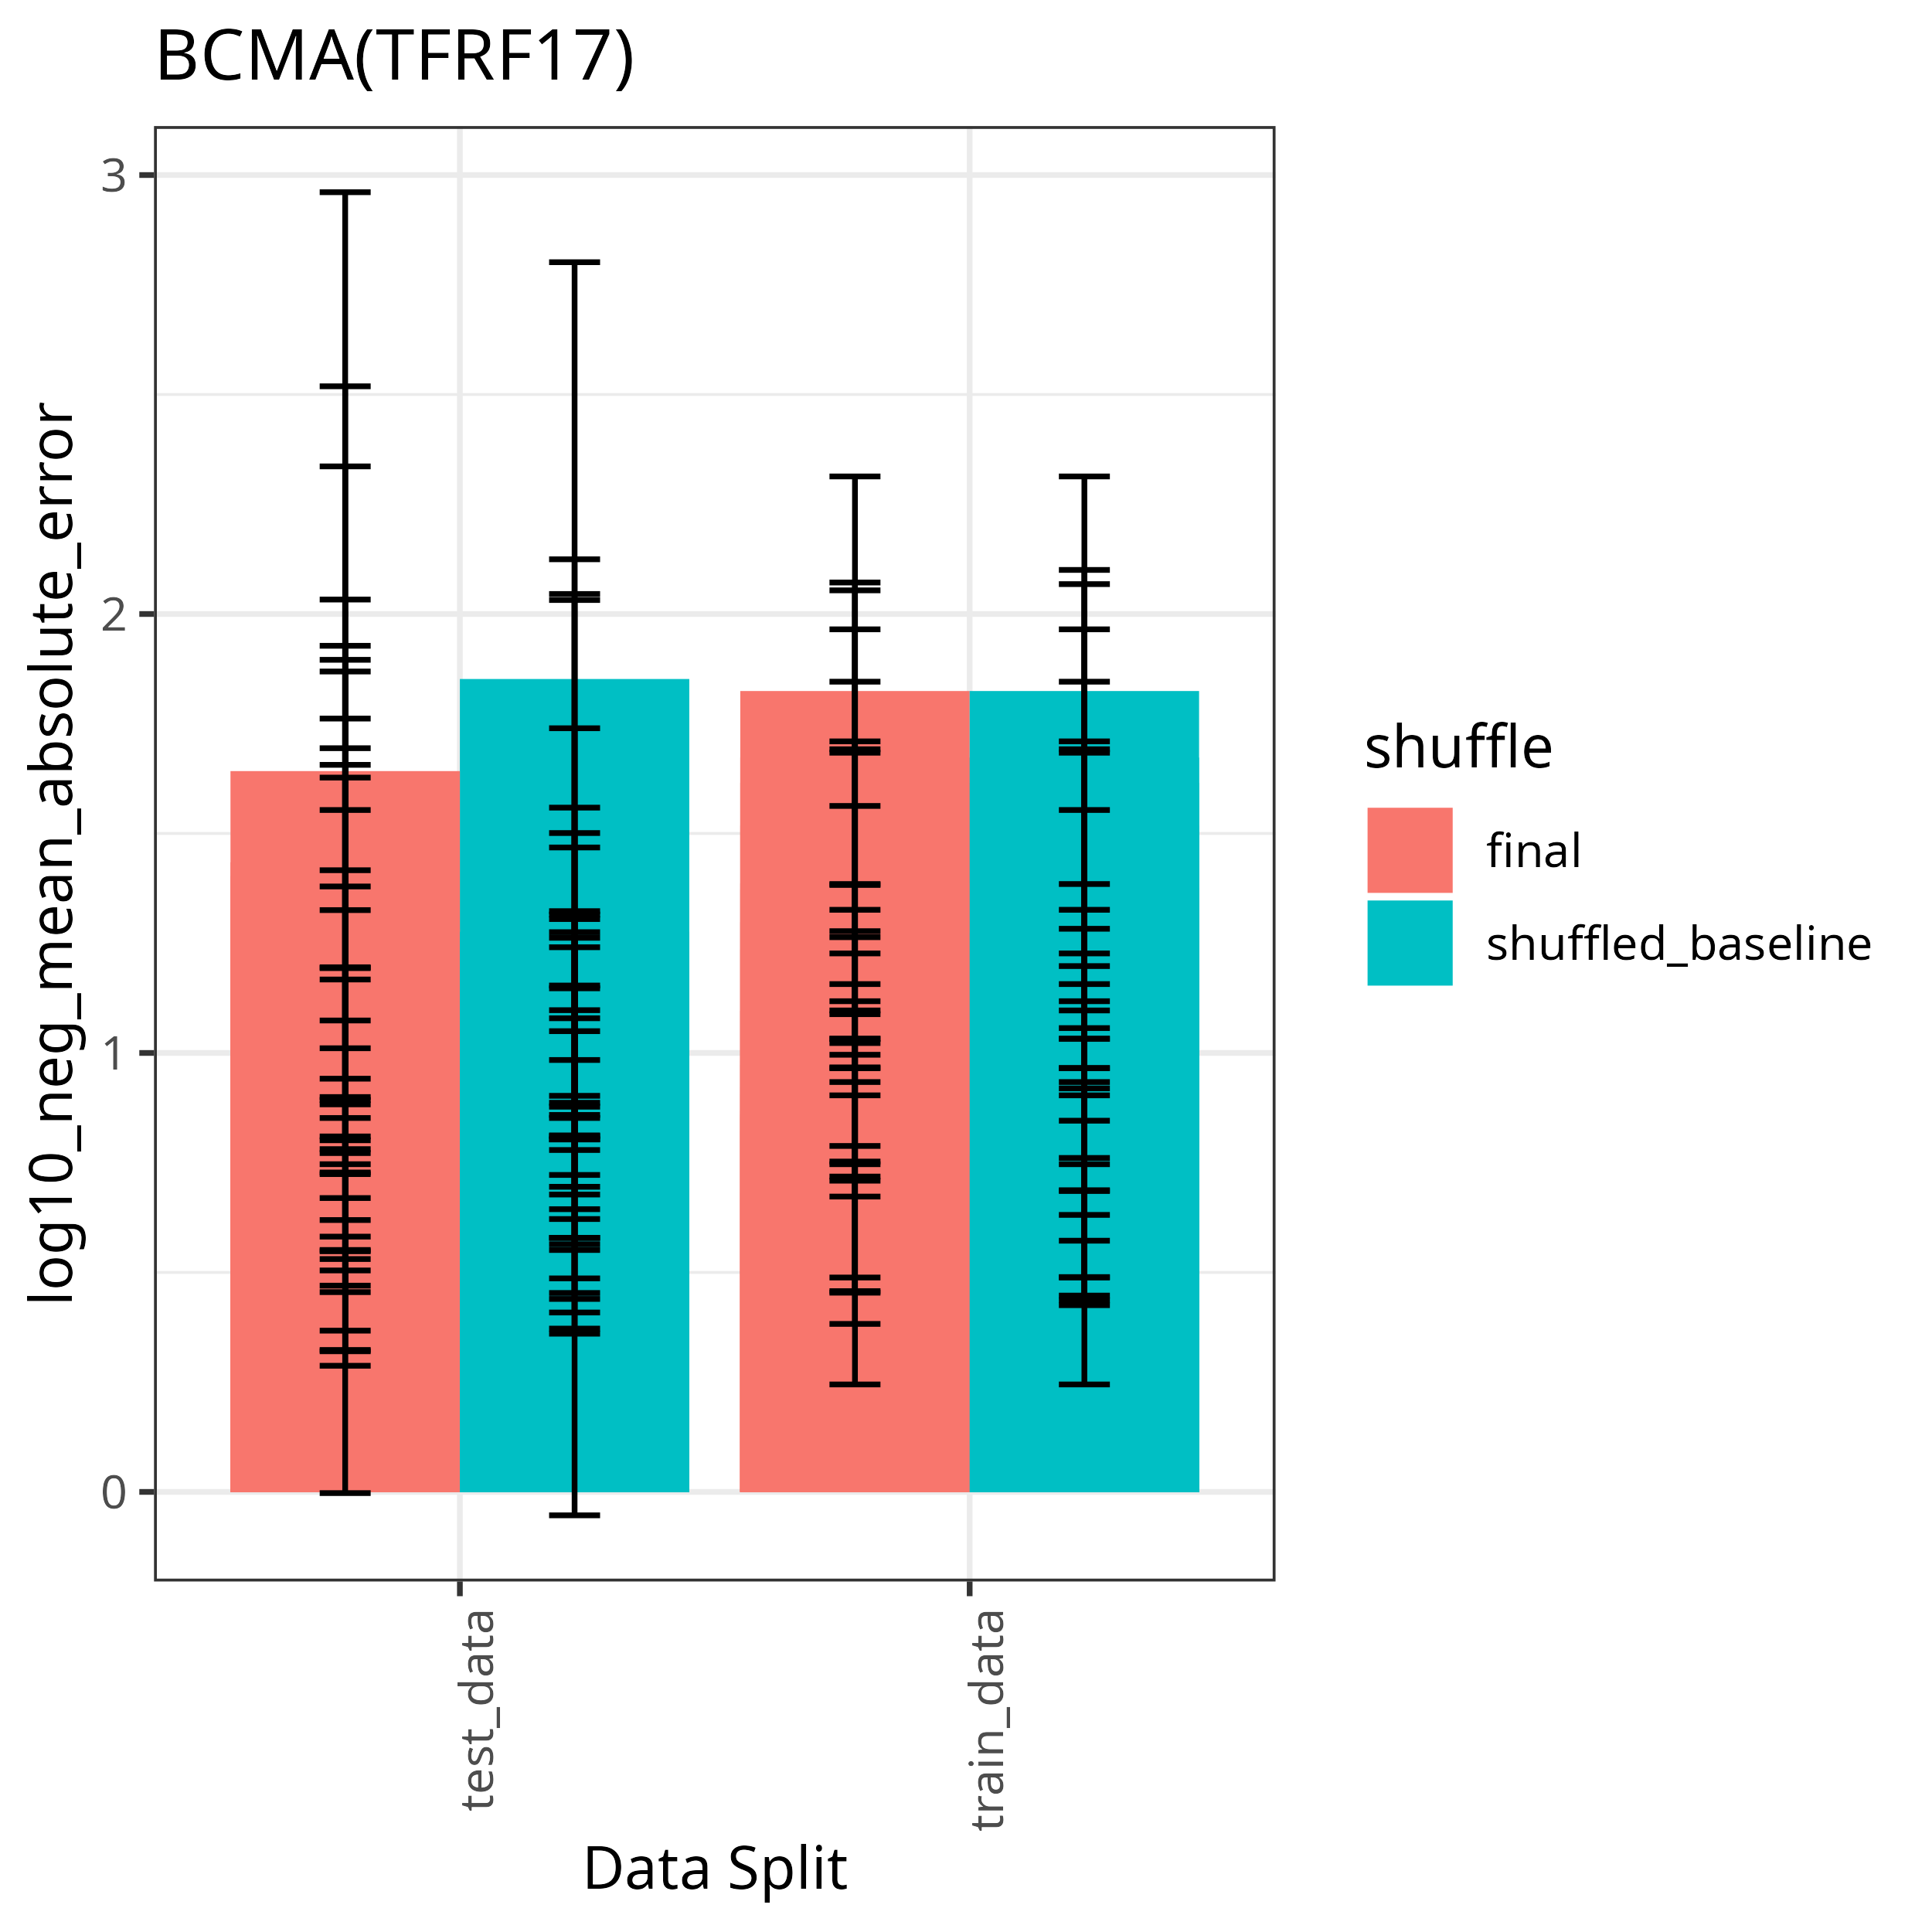 BCMA(TFRF17)
log10_neg_mean_absolute_error
3
2
1
0
test_data
train_data
Data Split
shuffle
final
shuffled_baseline